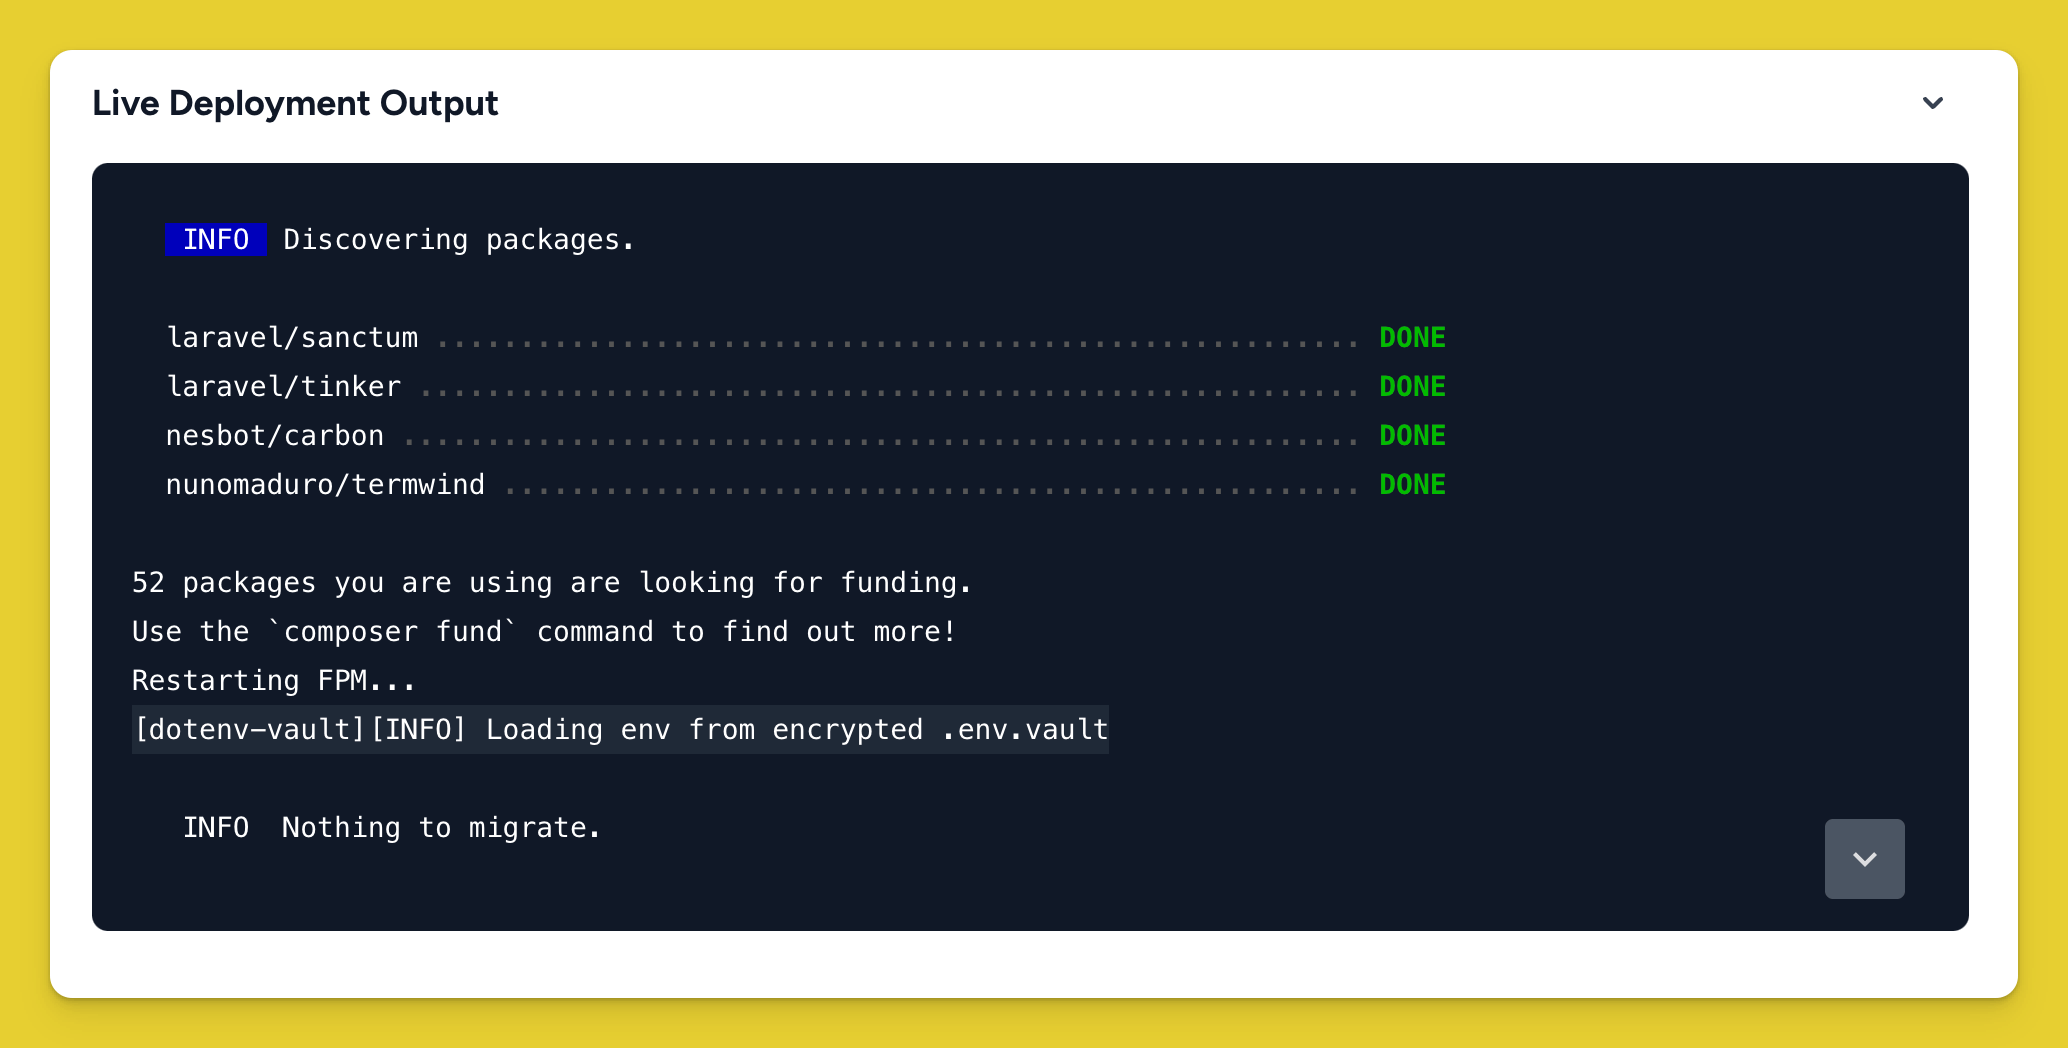 Live Deployment Output
INFO Discovering packages.
laravel/sanctum ....................................................... DONE
laravel/tinker ........................................................ DONE
nesbot/carbon ......................................................... DONE
nunomaduro/termwind ................................................... DONE
52 packages you are using are looking for funding.
Use the `composer fund` command to find out more!
Restarting FPM...
[dotenv-vault][INFO] Loading env from encrypted .env.vault
INFO  Nothing to migrate.